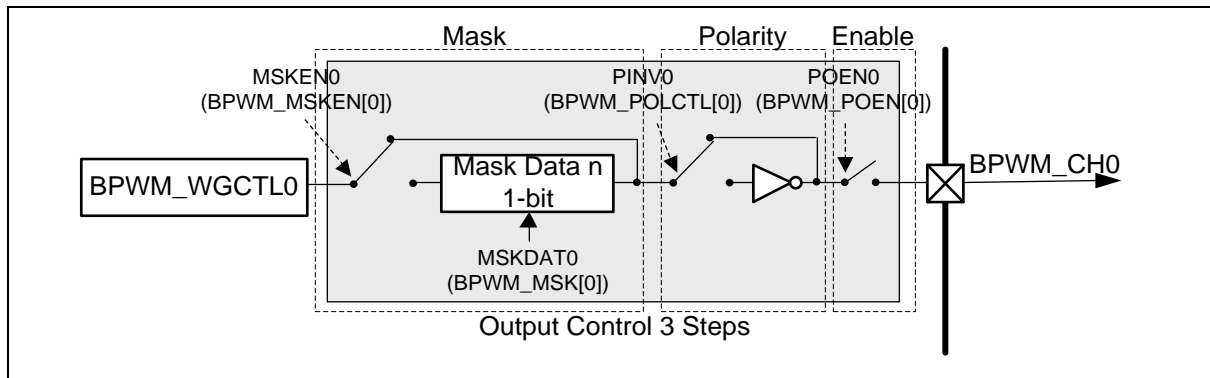 Mask
Polarity
Enable
MSKEN0
(BPWM_MSKEN[0])
PINV0
(BPWM_POLCTL[0])
POEN0
(BPWM_POEN[0])
BPWM_WGCTL0
Mask Data n
1-bit
BPWM_CH0
MSKDAT0
(BPWM_MSK[0])
Output Control 3 Steps